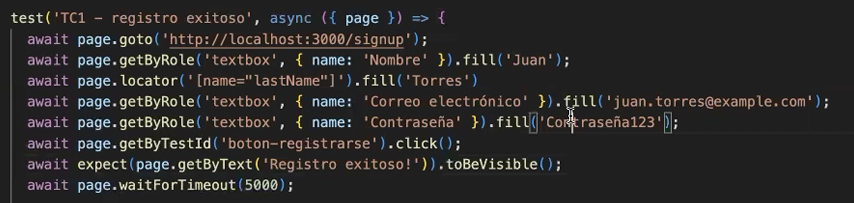 test('TC1 - registro exitoso', async ({ page }) => {
await page.goto('http://localhost:3000/signup');
await page.getByRole('textbox', { name: 'Nombre' }).fill('Juan');
await page.locator('[name="lastName"]').fill('Torres')
await page.getByRole('textbox', { name: 'Correo electrónico' }).fill('juan.torres@example.com');
await page.getByRole('textbox', { name: 'Contraseña' }).fill('Contraseña123');
await page.getByTestId('boton-registrarse').click();
await expect(page.getByText('Registro exitoso!')).toBeVisible();
await page.waitForTimeout(5000);